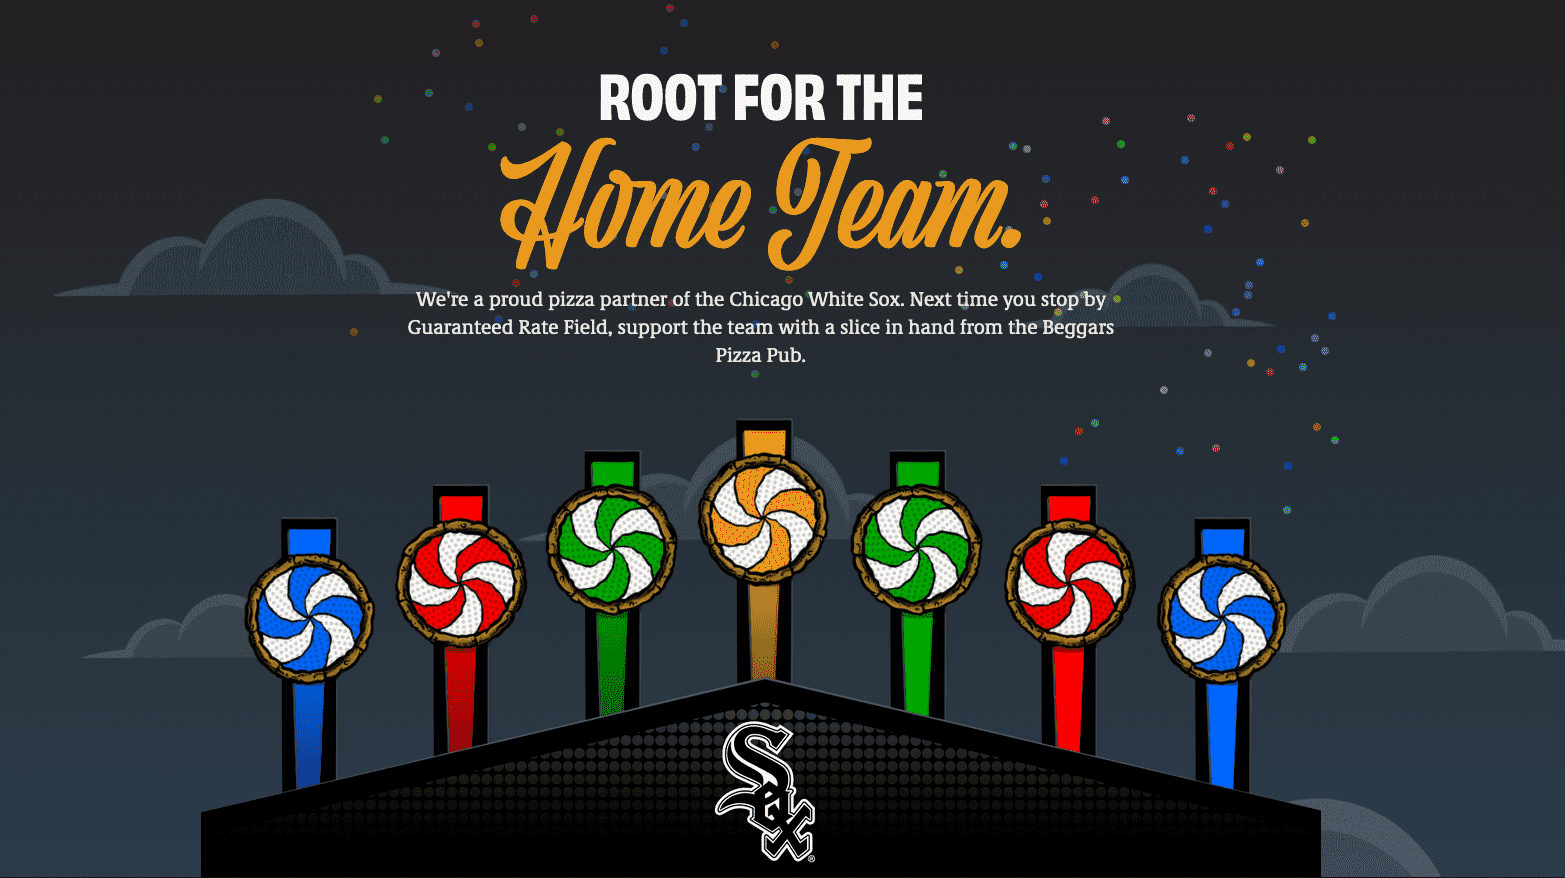 ROOT FOR THE
Home Team.
We're a proud pizza partner of the Chicago White Sox. Next time you stop by
Guaranteed Rate Field, support the team with a slice in hand from the Beggars
Pizza Pub.
Sox
®